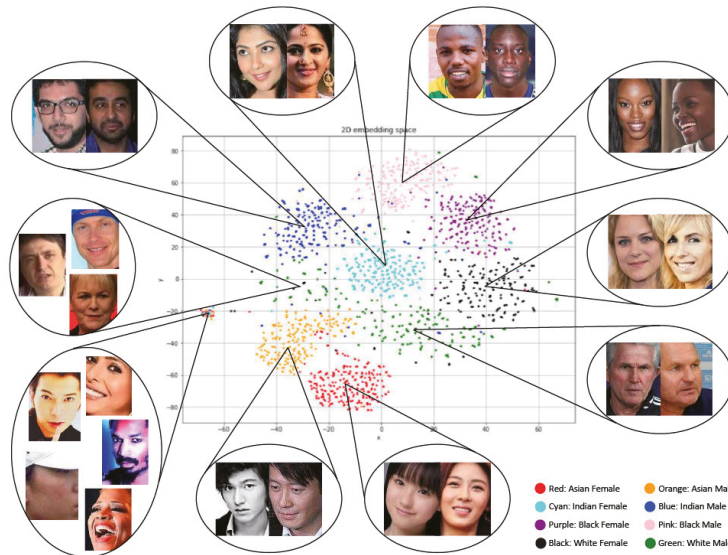 2D embedding space
80
60
40
20
0
−20
−40
−60
−80
y
−60
−40
−20
0
20
40
60
x
Red: Asian Female
Orange: Asian Mal
Cyan: Indian Female
Blue: Indian Male
Purple: Black Female
Pink: Black Male
Black: White Female
Green: White Mal